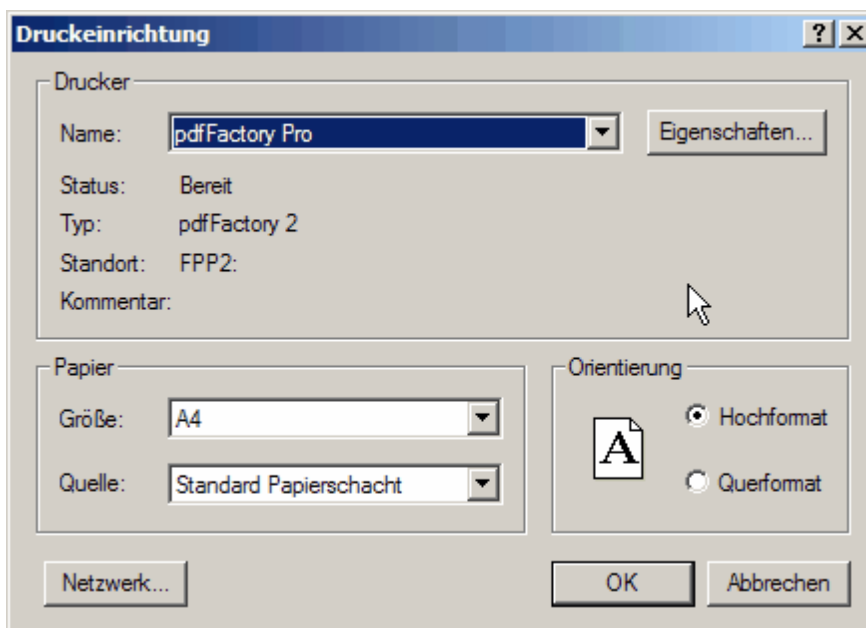 Druckeinrichtung
Drucker
Name: pdfFactory Pro Eigenschaften...
Status: Bereit
Typ: pdfFactory 2
Standort: FPP2:
Kommentar:
Papier
Größe: A4
Quelle: Standard Papierschacht
Orientierung
A
Hochformat
Querformat
Netzwerk... OK Abbrechen